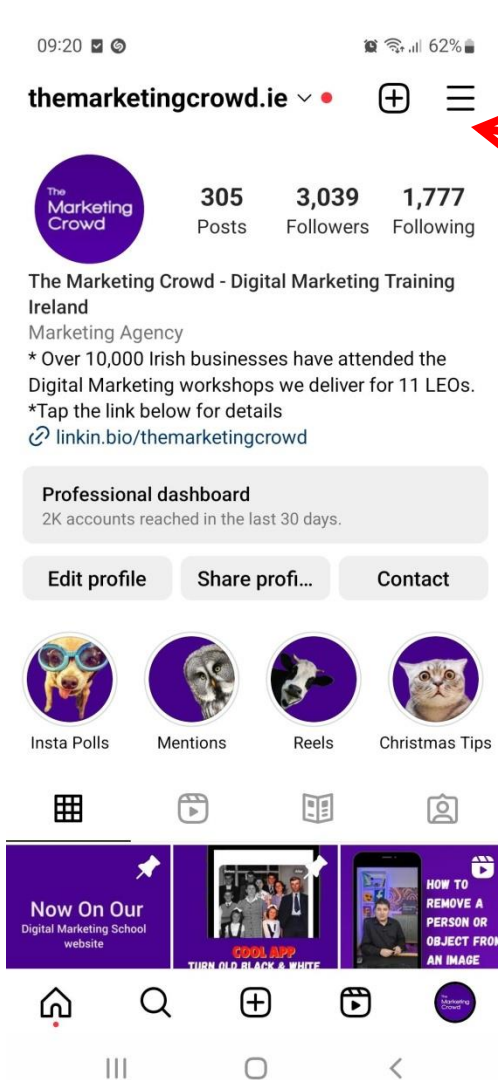 09:20
62%
themarketingcrowd.ie
The
Marketing
Crowd
305 3,039 1,777
Posts Followers Following
The Marketing Crowd - Digital Marketing Training
Ireland
Marketing Agency
* Over 10,000 Irish businesses have attended the
Digital Marketing workshops we deliver for 11 LEOs.
*Tap the link below for details
linkin.bio/themarketingcrowd
Professional dashboard
2K accounts reached in the last 30 days.
Edit profile Share profi... Contact
Insta Polls Mentions Reels Christmas Tips
Now On Our
Digital Marketing School
website
COOL APP
TURN OLD BLACK & WHITE
HOW TO
REMOVE A
PERSON OR
OBJECT FROM
AN IMAGE
The
Marketing
Crowd